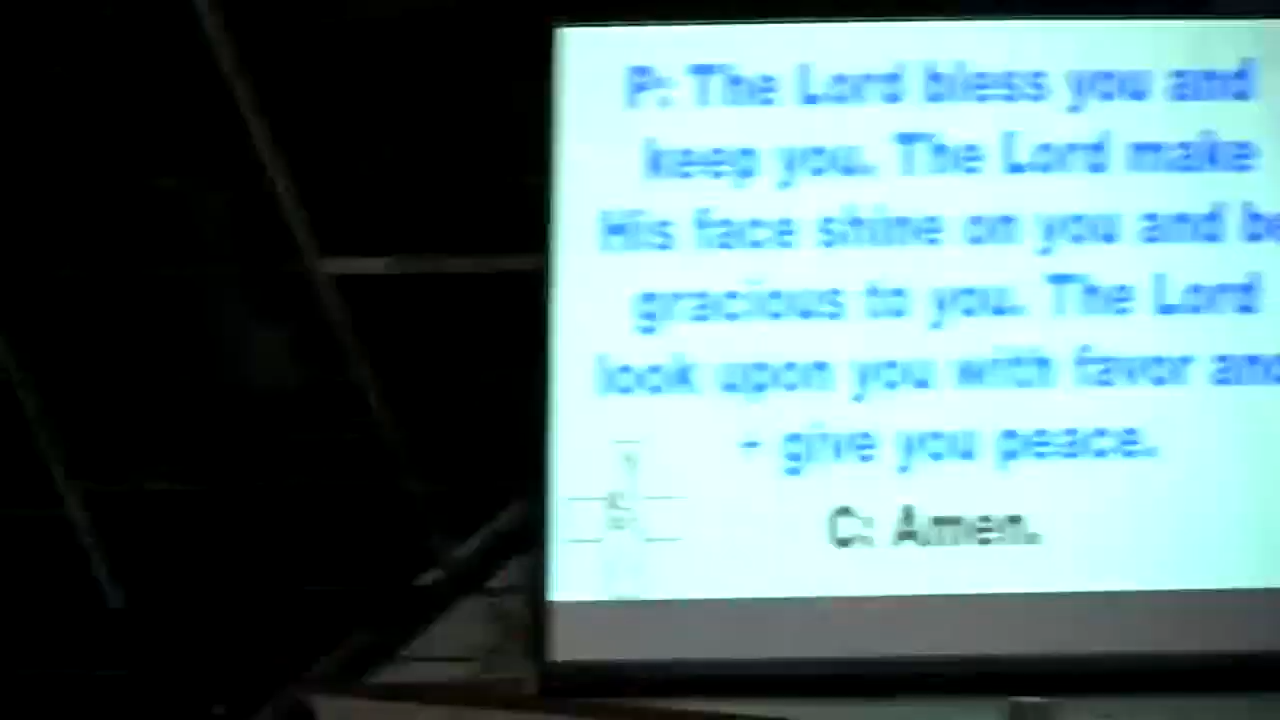 P: The Lord bless you and
keep you. The Lord make
His face shine on you and be
gracious to you. The Lord
look upon you with favor and
- give you peace.
C: Amen.